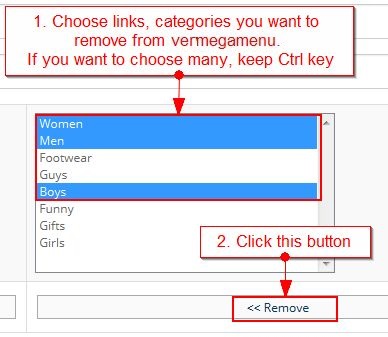 1. Choose links, categories you want to
remove from vermegamenu.
If you want to choose many, keep Ctrl key
Women
Men
Footwear
Guys
Boys
Funny
Gifts
Girls
2. Click this button
<< Remove